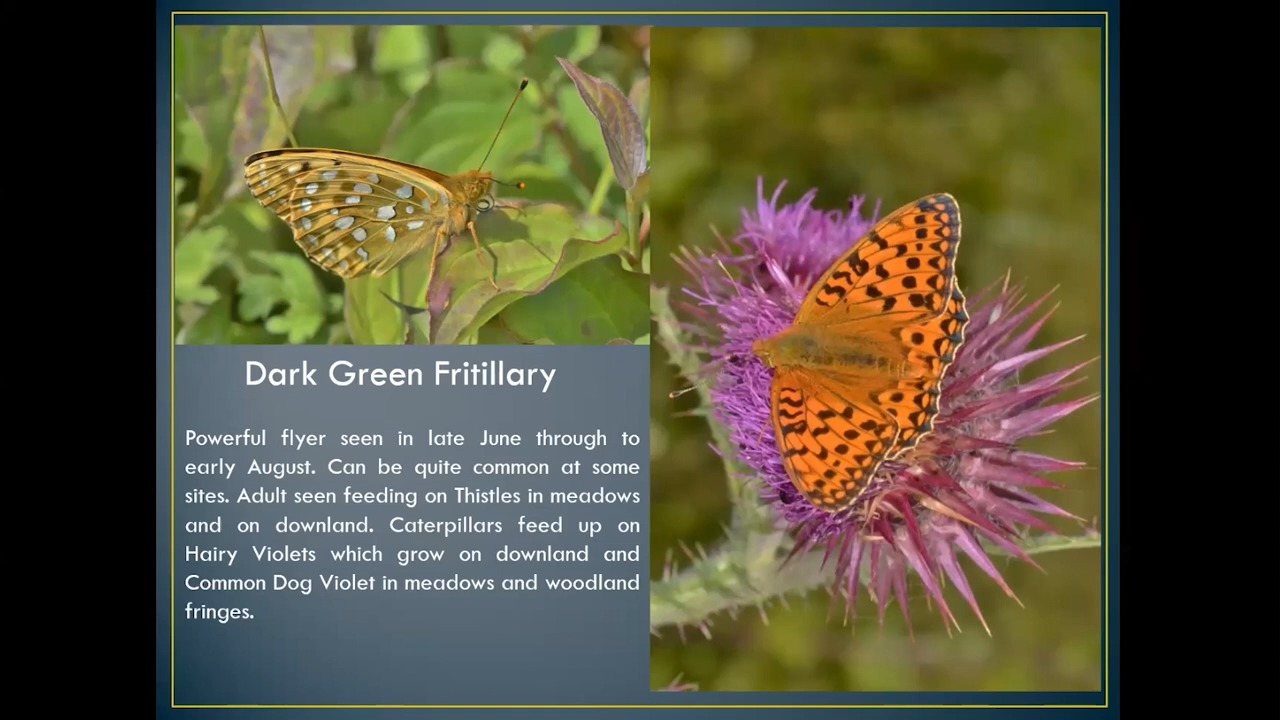 Dark Green Fritillary
Powerful flyer seen in late June through to
early August. Can be quite common at some
sites. Adult seen feeding on Thistles in meadows
and on downland. Caterpillars feed up on
Hairy Violets which grow on downland and
Common Dog Violet in meadows and woodland
fringes.